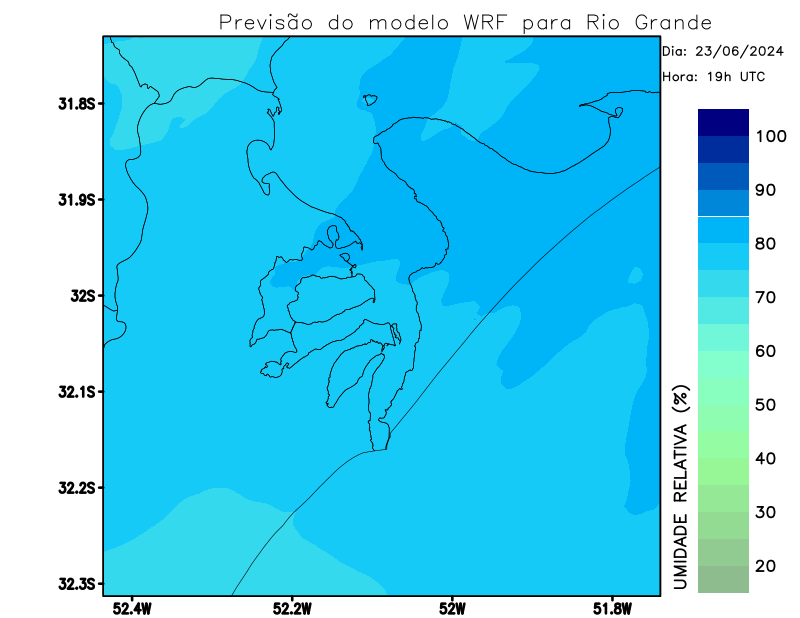 Previsão do modelo WRF para Rio Grande
Dia: 23/06/2024
Hora: 19h UTC
31.8S
31.9S
32S
32.1S
32.2S
32.3S
52.4W
52.2W
52W
51.8W
100
90
80
70
60
50
40
30
20
UMIDADE RELATIVA (%)